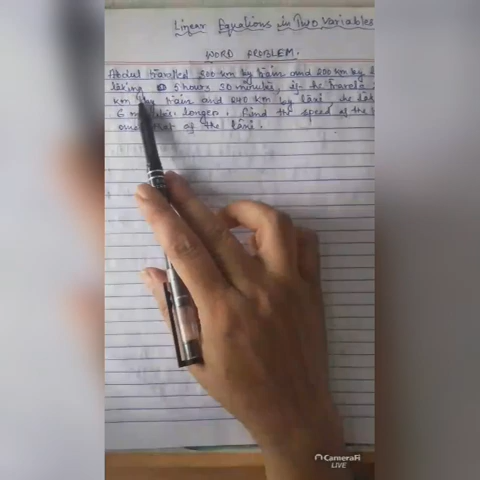 Linear Equations in Two Variables
WORD PROBLEM.
Abdul travelled 300 km by train and 200 km by
taking 5 hours 30 minutes, if he travels
km by train and 240 km by taxi he
6 longer. Find the speed of the
that of the taxi.
CameraFi
LIVE